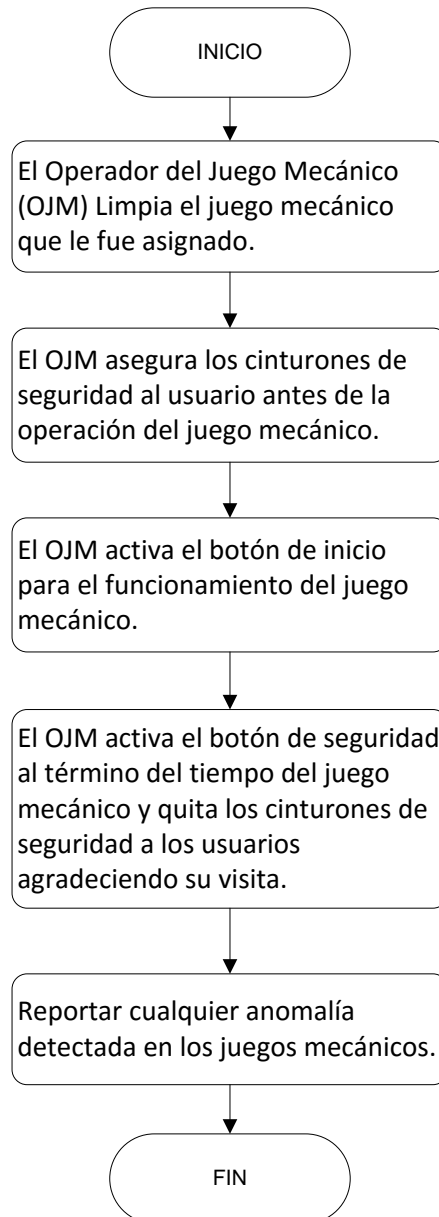 INICIO
El Operador del Juego Mecánico
(OJM) Limpia el juego mecánico
que le fue asignado.
El OJM asegura los cinturones de
seguridad al usuario antes de la
operación del juego mecánico.
El OJM activa el botón de inicio
para el funcionamiento del juego
mecánico.
El OJM activa el botón de seguridad
al término del tiempo del juego
mecánico y quita los cinturones de
seguridad a los usuarios
agradeciendo su visita.
Reportar cualquier anomalía
detectada en los juegos mecánicos.
FIN